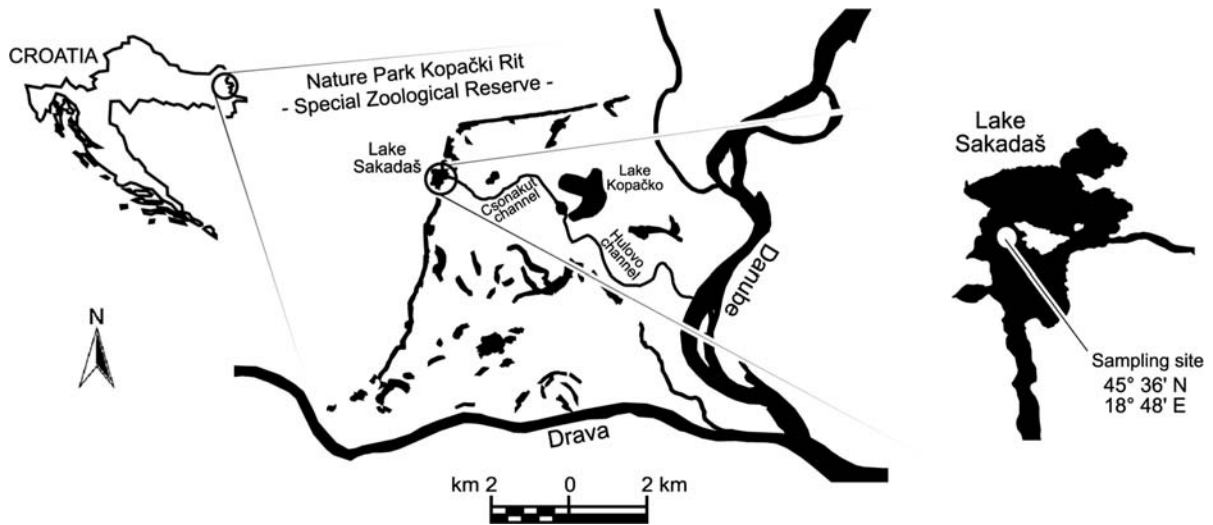 CROATIA
Nature Park Kopački Rit
- Special Zoological Reserve -
Lake
Sakadaš
Csonakut
channel
Lake
Kopačko
Hulovo
channel
Danube
Drava
N
km 2 0 2 km
Lake
Sakadaš
Sampling site
45° 36' N
18° 48' E